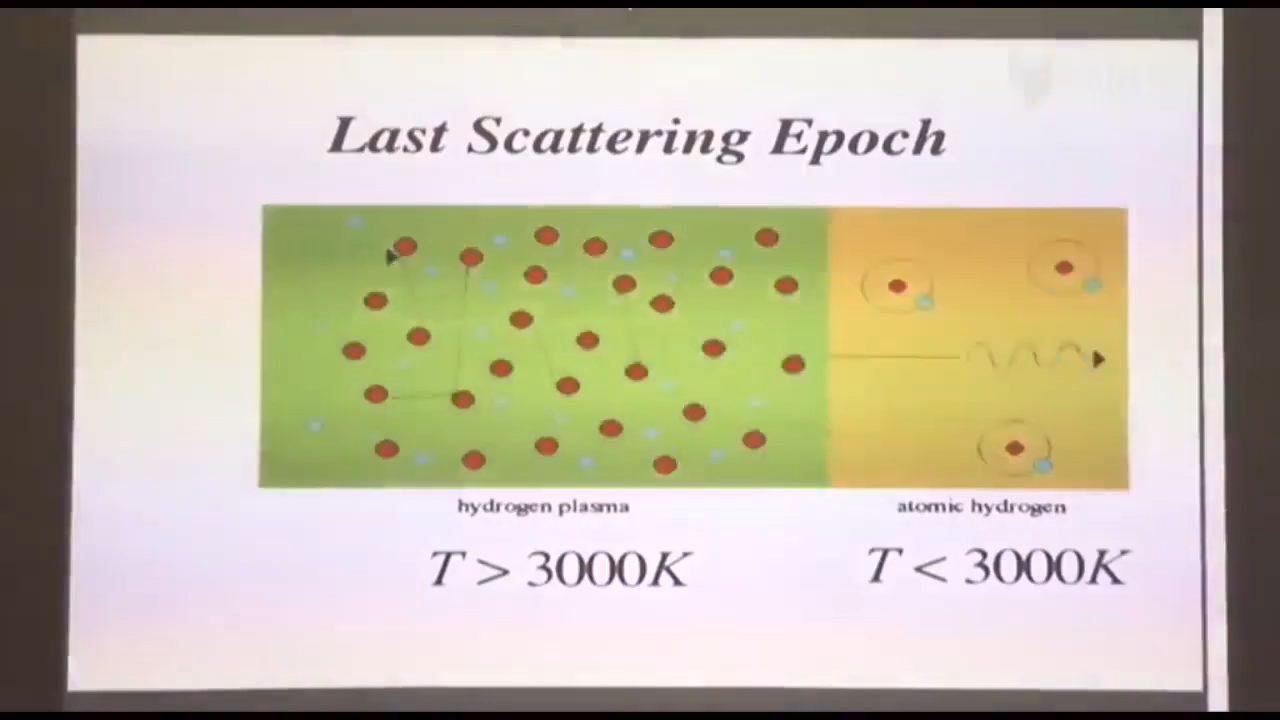 Last Scattering Epoch
hydrogen plasma
atomic hydrogen
T > 3000K
T < 3000K